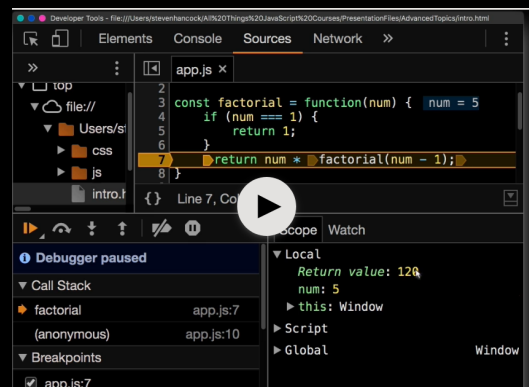 Developer Tools - file:///Users/stevenhancock/All%20Things%20JavaScript%20Courses/PresentationFiles/AdvancedTopics/intro.html
Elements Console Sources Network »
» app.js ×
top
file://
Users/st
css
js
intro.h
2
3 const factorial = function(num) { num = 5
4 if (num === 1) {
5 return 1;
6 }
7 return num * factorial(num - 1);
8 }
{} Line 7, Co
Scope Watch
Debugger paused
Call Stack
factorial app.js:7
(anonymous) app.js:10
Breakpoints
app.js:7
Local
Return value: 120
num: 5
this: Window
Script
Global Window